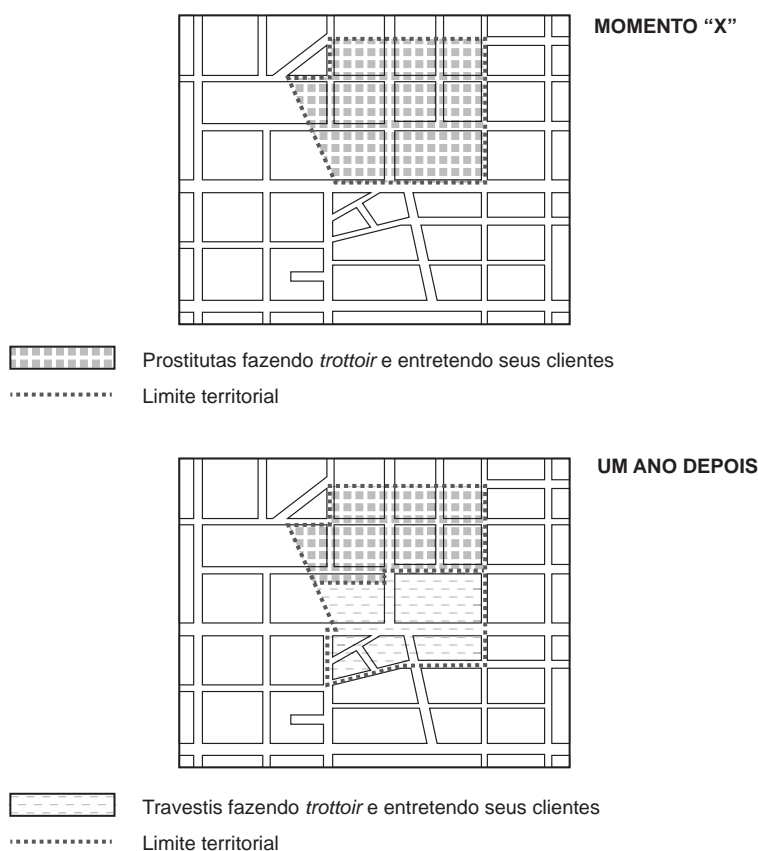 MOMENTO “X”
Prostitutas fazendo trottoir e entretendo seus clientes
Limite territorial
UM ANO DEPOIS
Travestis fazendo trottoir e entretendo seus clientes
Limite territorial